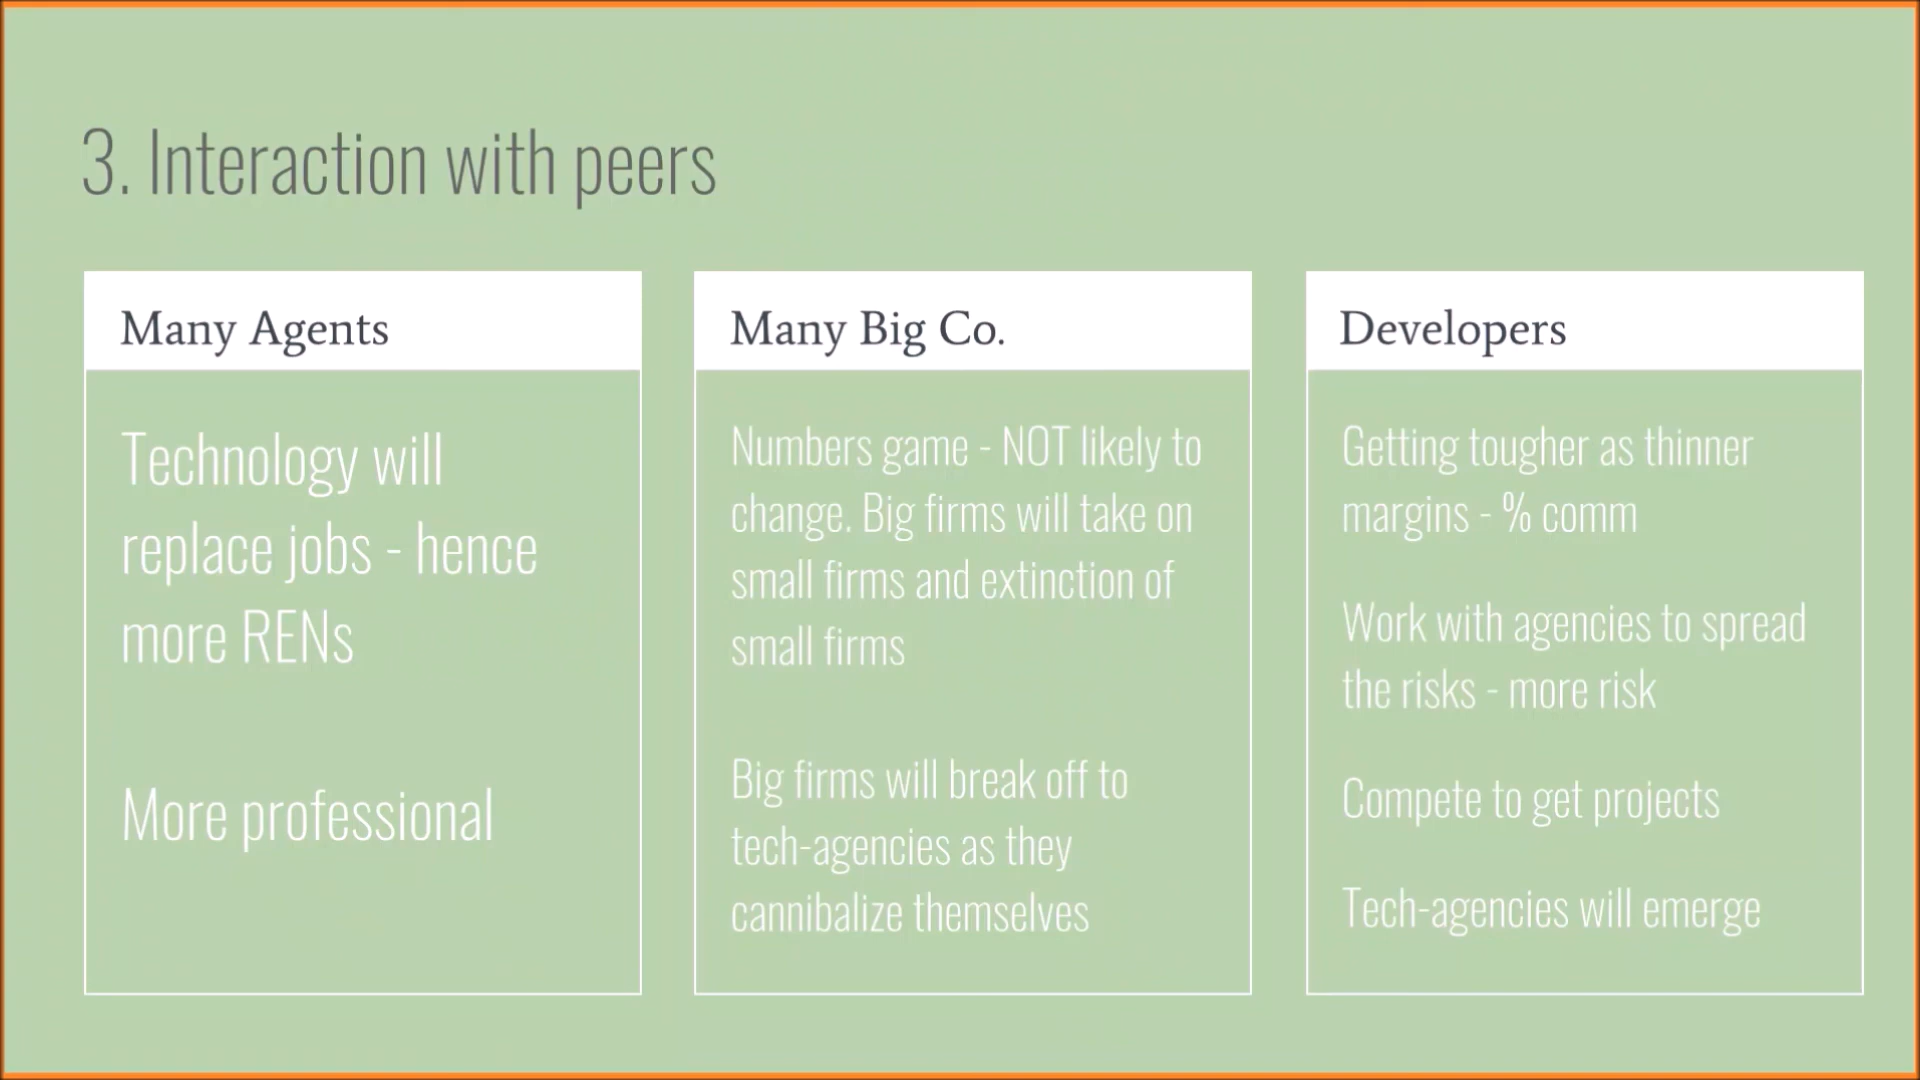 3. Interaction with peers
Many Agents
Technology will
replace jobs - hence
more RENs
More professional
Many Big Co.
Numbers game - NOT likely to
change. Big firms will take on
small firms and extinction of
small firms
Big firms will break off to
tech-agencies as they
cannibalize themselves
Developers
Getting tougher as thinner
margins - % comm
Work with agencies to spread
the risks - more risk
Compete to get projects
Tech-agencies will emerge